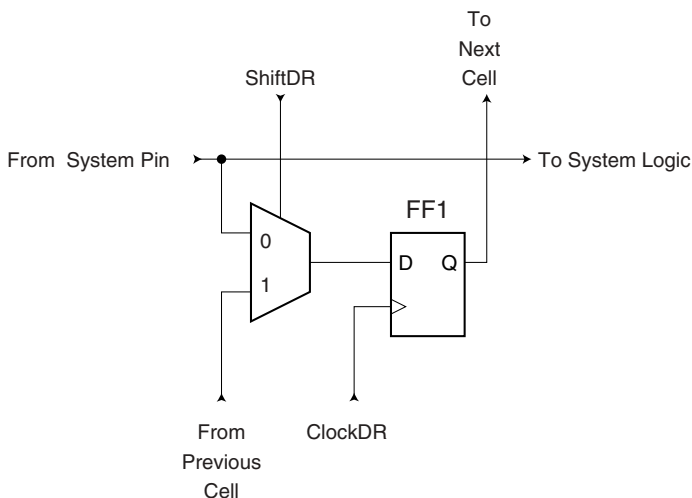 To
Next
Cell
ShiftDR
From System Pin
To System Logic
FF1
0
D Q
1
From
Previous
Cell
ClockDR